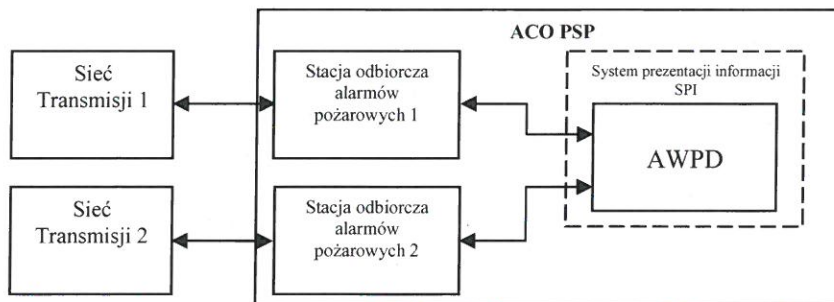 ACO PSP
Sieć
Transmisji 1
Stacja odbiorcza
alarmów
pożarowych 1
System prezentacji informacji
SPI
AWPD
Sieć
Transmisji 2
Stacja odbiorcza
alarmów
pożarowych 2